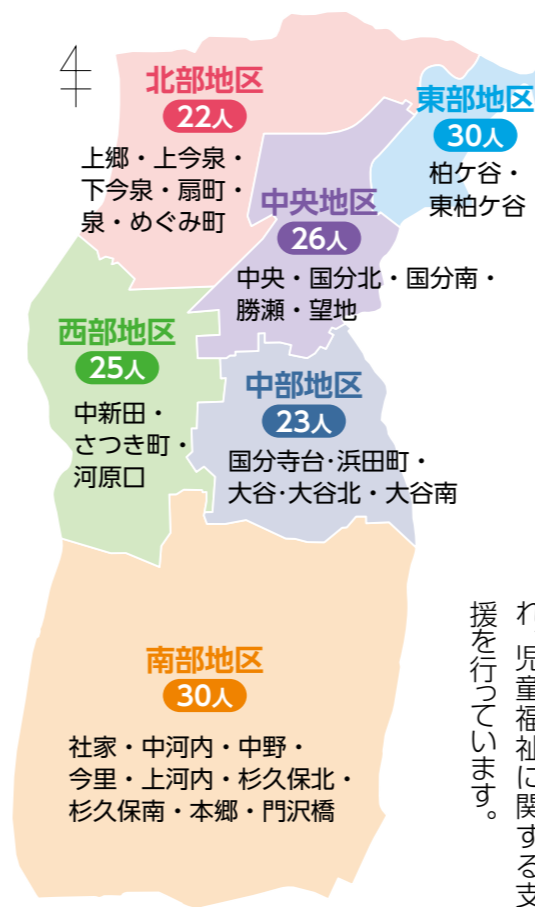 北部地区
22人
上郷・上今泉・
下今泉・扇町・
泉・めぐみ町
東部地区
30人
柏ケ谷・
東柏ケ谷
中央地区
26人
中央・国分北・国分南・
勝瀬・望地
西部地区
25人
中新田・
さつき町・
河原口
中部地区
23人
国分寺台・浜田町・
大谷・大谷北・大谷南
南部地区
30人
社家・中河内・中野・
今里・上河内・杉久保北・
杉久保南・本郷・門沢橋
れ、児童福祉に関する支
援を行っています。